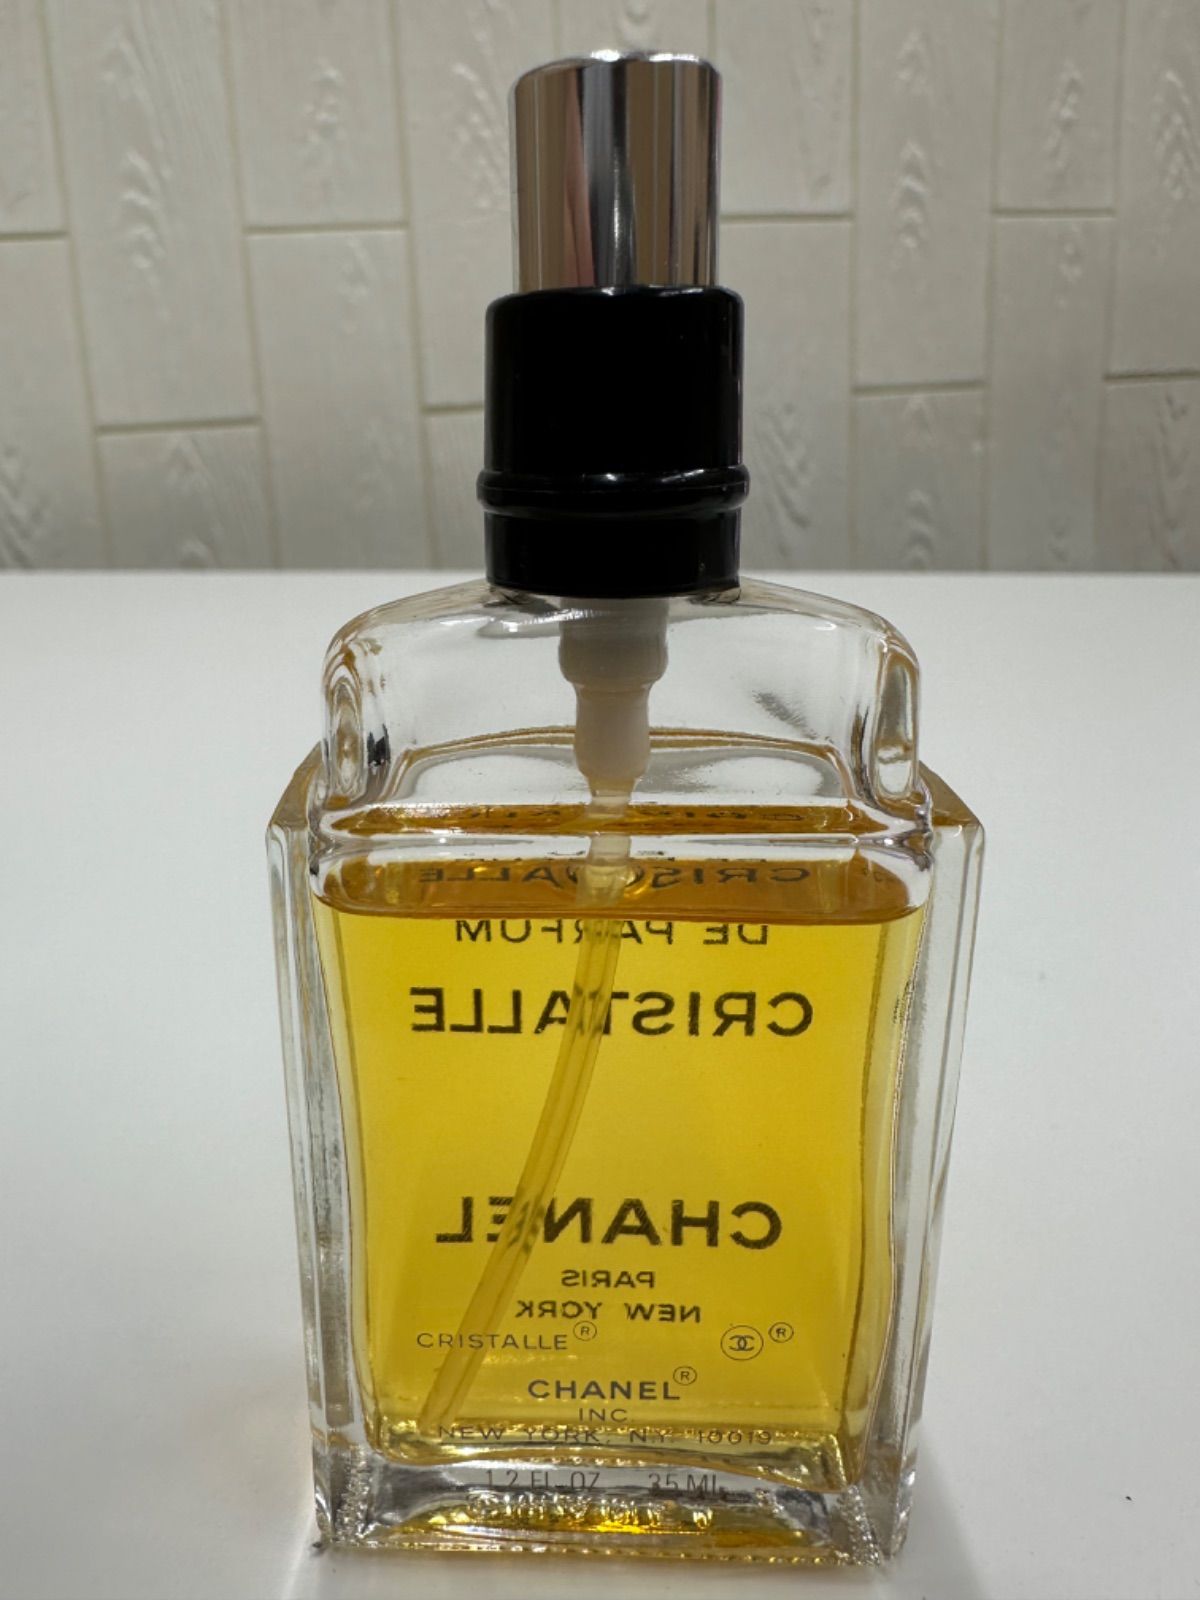 DE PARFUM
CRISTALLE
CHANEL
PARIS
NEW YORK
CRISTALLE®
®
CHANEL®
INC.
NEW YORK, N.Y. 10019
1.2 FL. OZ. 35 ML